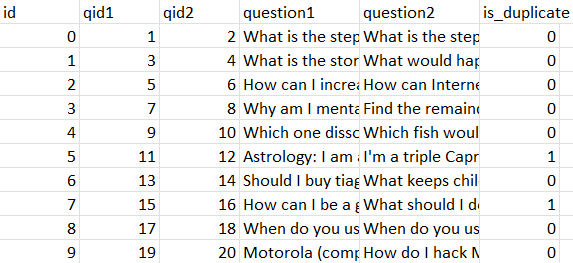 id qid1 qid2 question1 question2 is_duplicate
0 1 2 What is the step What is the step 0
1 3 4 What is the stor What would hap 0
2 5 6 How can I increa How can Interne 0
3 7 8 Why am I menta Find the remain 0
4 9 10 Which one disso Which fish woul 0
5 11 12 Astrology: I am a I'm a triple Capr 1
6 13 14 Should I buy tiag What keeps chil 0
7 15 16 How can I be a g What should I do 1
8 17 18 When do you us When do you us 0
9 19 20 Motorola (comp How do I hack M 0